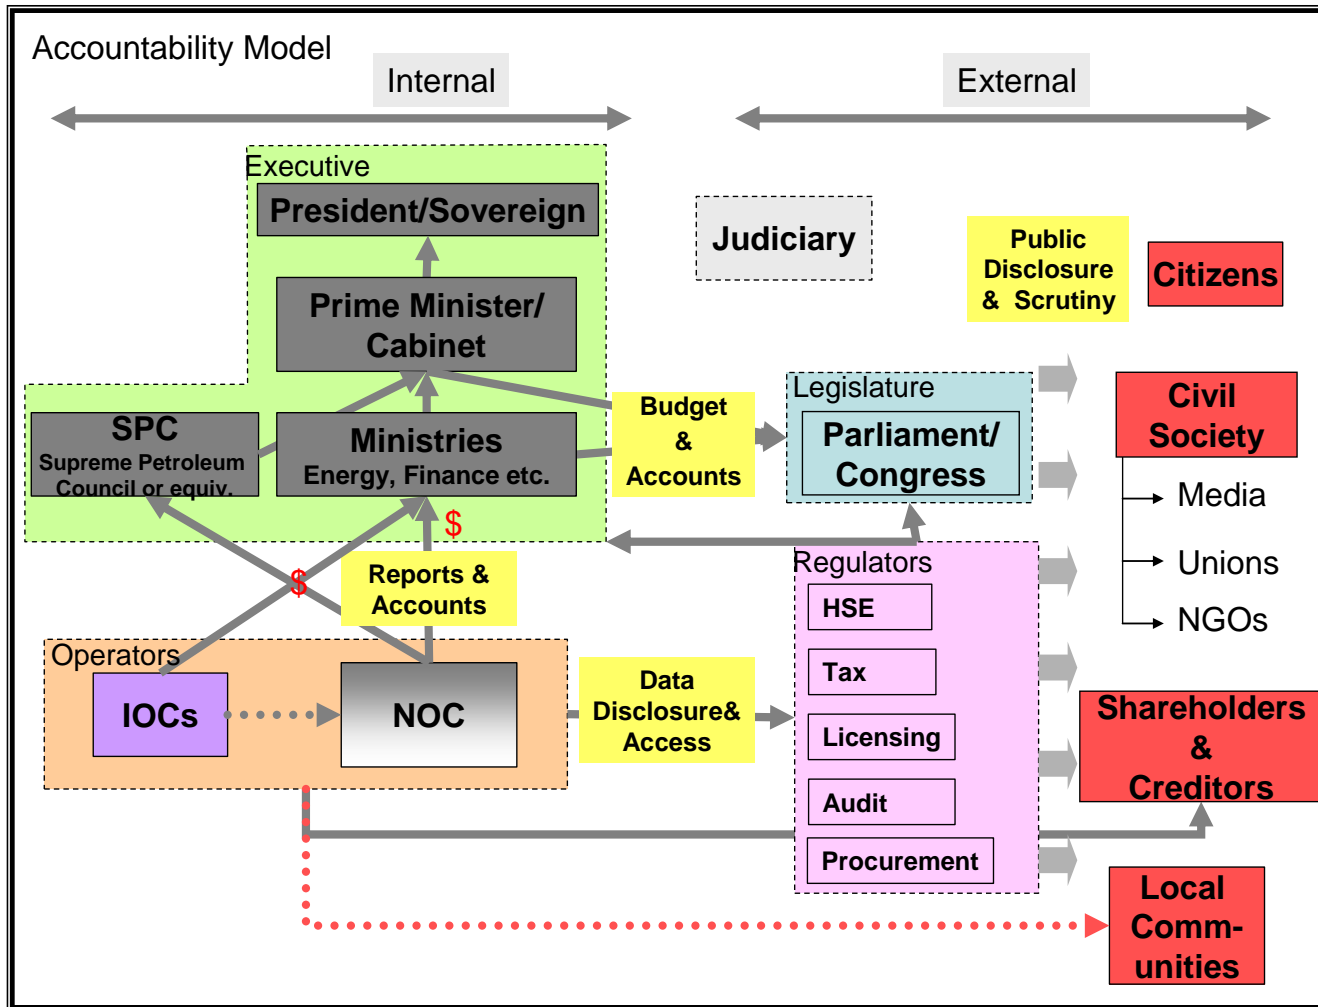 Accountability Model
Internal
External
Executive
President/Sovereign
Prime Minister/
Cabinet
SPC
Supreme Petroleum
Council or equiv.
Ministries
Energy, Finance etc.
Budget
&
Accounts
Judiciary
Public
Disclosure
& Scrutiny
Citizens
Legislature
Parliament/
Congress
Civil
Society
Media
Unions
NGOs
$
$
Reports &
Accounts
Operators
IOCs
NOC
Data
Disclosure&
Access
Regulators
HSE
Tax
Licensing
Audit
Procurement
Shareholders
&
Creditors
Local
Comm-
unities